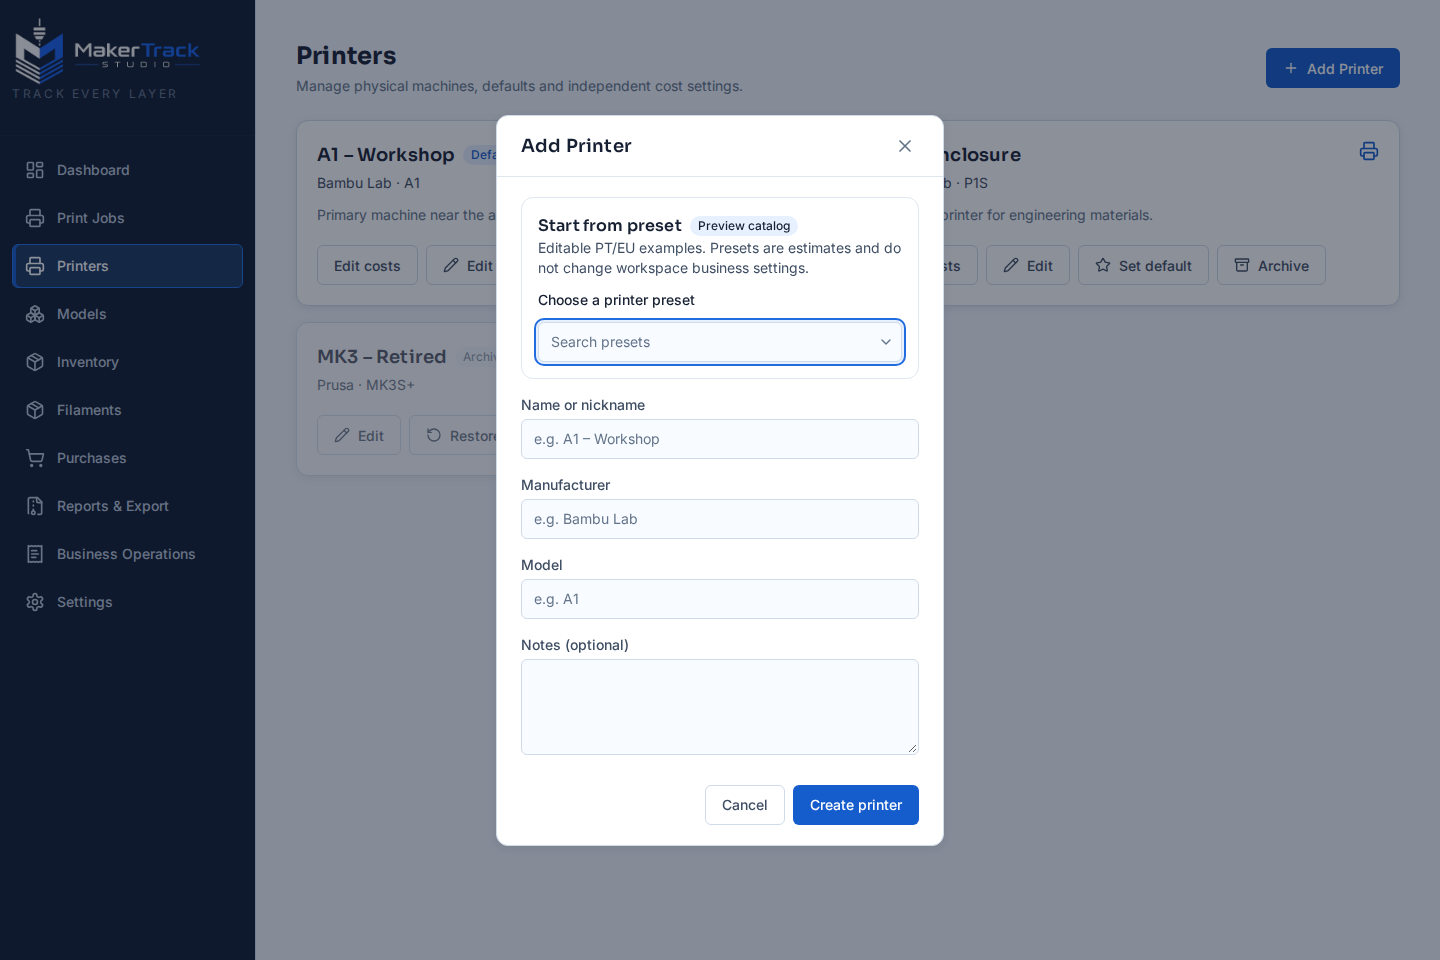 MakerTrack
STUDIO
TRACK EVERY LAYER
Dashboard
Print Jobs
Printers
Models
Inventory
Filaments
Purchases
Reports & Export
Business Operations
Settings
Printers
Manage physical machines, defaults and independent cost settings.
Add Printer
A1 – Workshop
Bambu Lab · A1
Primary machine near the
Edit costs
Edit
P1S
printer for engineering materials.
Edit
Set default
Archive
MK3 – Retired
Prusa · MK3S+
Edit
Restore
Add Printer
Start from preset Preview catalog
Editable PT/EU examples. Presets are estimates and do
not change workspace business settings.
Choose a printer preset
Search presets
Name or nickname
e.g. A1 – Workshop
Manufacturer
e.g. Bambu Lab
Model
e.g. A1
Notes (optional)
Cancel
Create printer